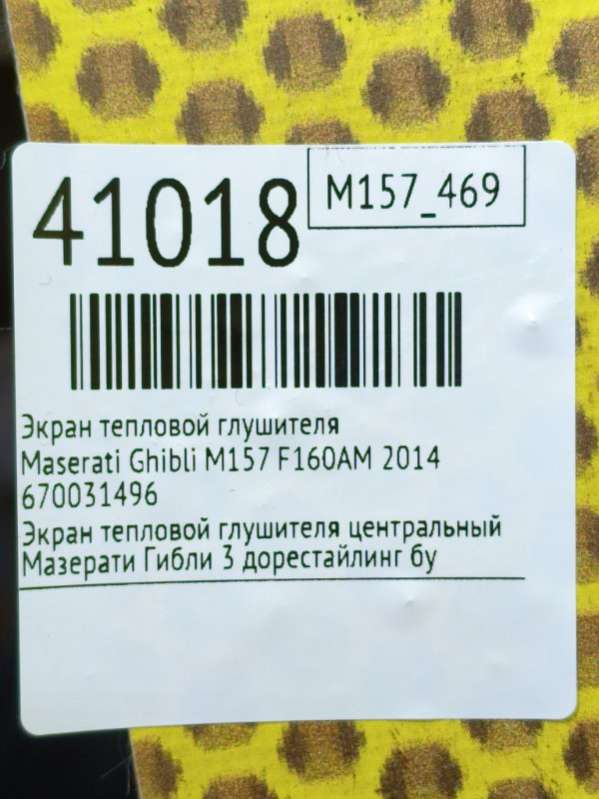 41018
M157_469
Экран тепловой глушителя
Maserati Ghibli M157 F160AM 2014
670031496
Экран тепловой глушителя центральный
Мазерати Гибли 3 дорестайлинг бу